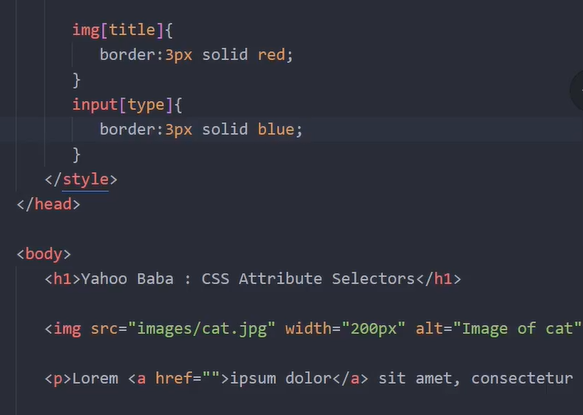 img[title]{
border:3px solid red;
}
input[type]{
border:3px solid blue;
}
</style>
</head>
<body>
<h1>Yahoo Baba : CSS Attribute Selectors</h1>
<img src="images/cat.jpg" width="200px" alt="Image of cat"
<p>Lorem <a href="">ipsum dolor</a> sit amet, consectetur